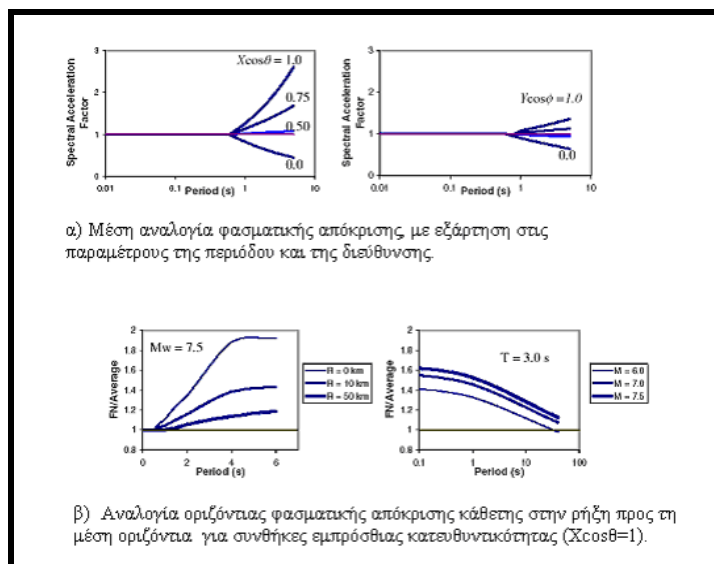 3
Xcosθ = 1.0
2
0.75
1
0.50
0
0.0
0.01
0.1
1
10
Period (s)
Spectral Acceleration Factor
3
2
Ycosφ =1.0
1
0
0.0
0.01
0.1
1
10
Period (s)
Spectral Acceleration Factor
α) Μέση αναλογία φασματικής απόκρισης, με εξάρτηση στις
παραμέτρους της περιόδου και της διεύθυνσης.
2
1.8
1.6
1.4
1.2
1
0.8
Mw = 7.5
0
2
4
6
Period (s)
FN/Average
R = 0 km
R = 10 km
R = 50 km
2
1.8
1.6
1.4
1.2
1
0.8
T = 3.0 s
0.1
1
10
100
Period (s)
FN/Average
M = 6.0
M = 7.0
M = 7.5
β) Αναλογία οριζόντιας φασματικής απόκρισης κάθετης στην ρήξη προς τη
μέση οριζόντια για συνθήκες εμπρόσθιας κατευθυντικότητας (Xcosθ=1).